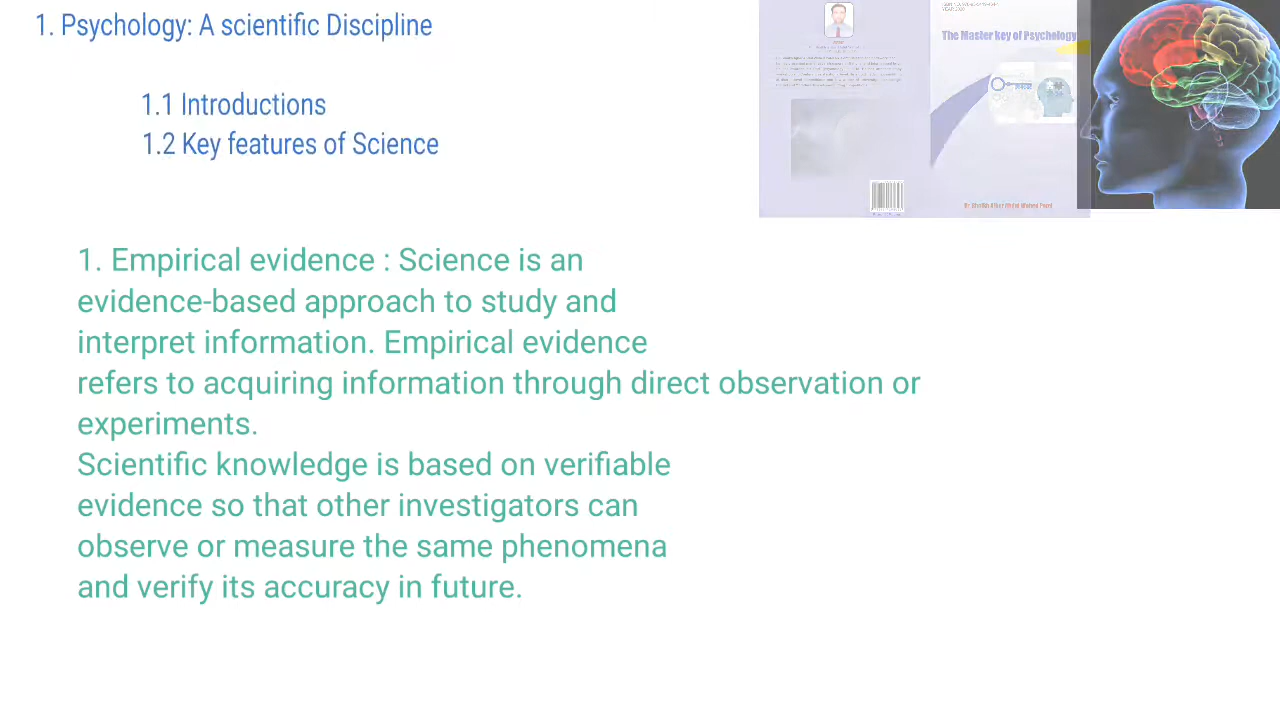 1. Psychology: A scientific Discipline
1.1 Introductions
1.2 Key features of Science
The Master key of Psychology
1. Empirical evidence : Science is an
evidence-based approach to study and
interpret information. Empirical evidence
refers to acquiring information through direct observation or
experiments.
Scientific knowledge is based on verifiable
evidence so that other investigators can
observe or measure the same phenomena
and verify its accuracy in future.